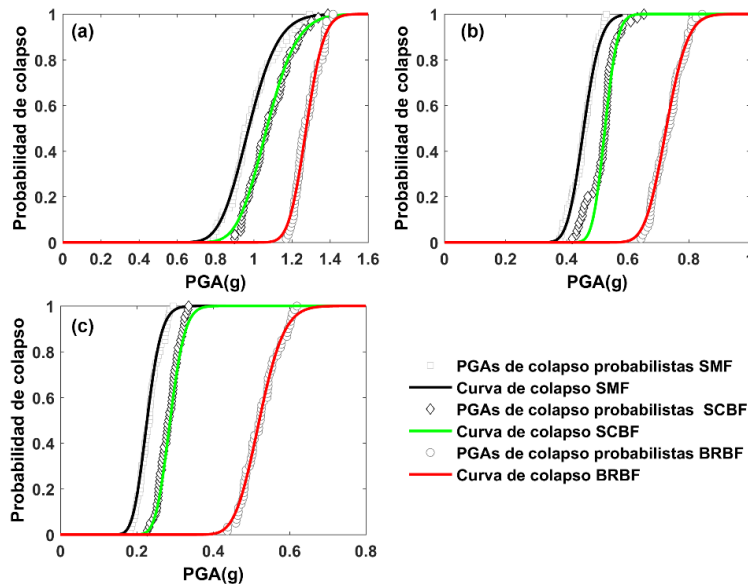 (a)
Probabilidad de colapso
1
0.8
0.6
0.4
0.2
0
0 0.2 0.4 0.6 0.8 1.0 1.2 1.4 1.6
PGA(g)
(b)
Probabilidad de colapso
1
0.8
0.6
0.4
0.2
0
0 0.2 0.4 0.6 0.8 1
PGA(g)
(c)
Probabilidad de colapso
1
0.8
0.6
0.4
0.2
0
0 0.2 0.4 0.6 0.8
PGA(g)
PGAs de colapso probabilistas SMF
Curva de colapso SMF
PGAs de colapso probabilistas SCBF
Curva de colapso SCBF
PGAs de colapso probabilistas BRBF
Curva de colapso BRBF